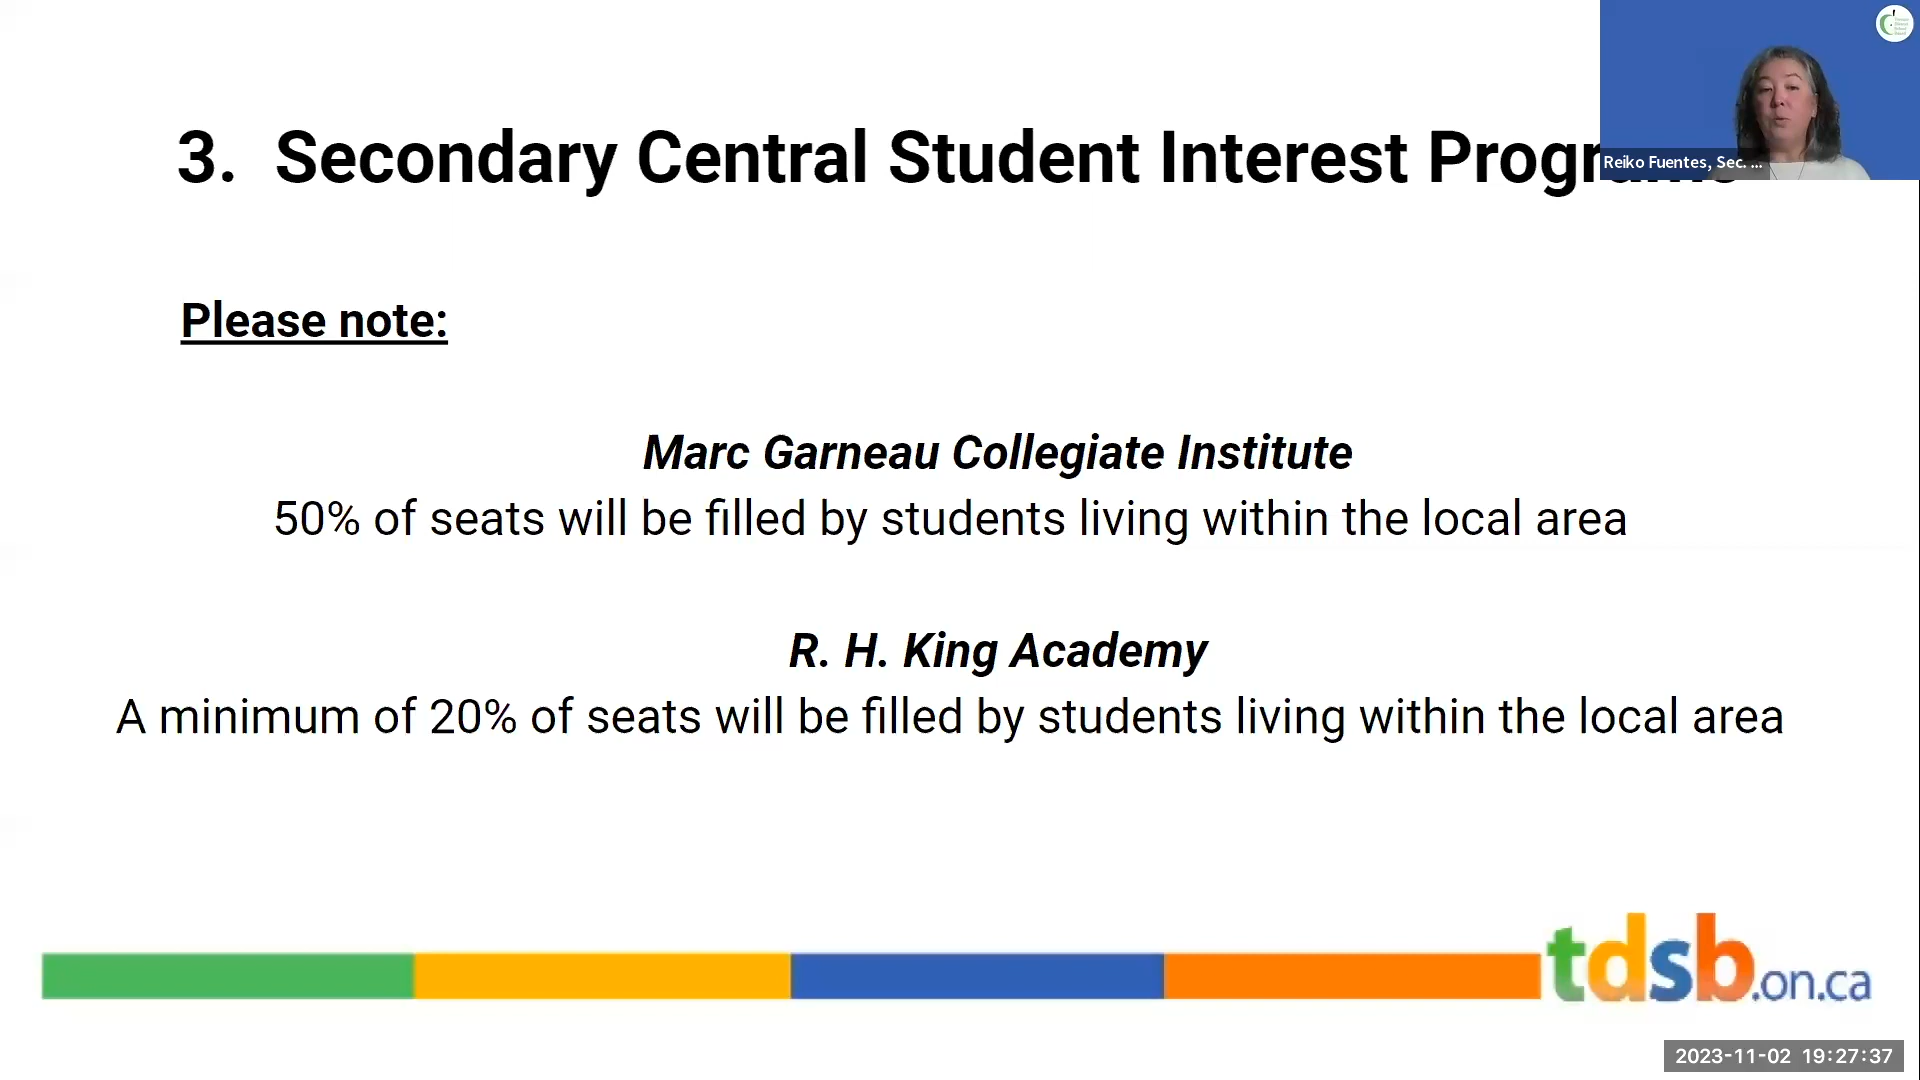 3. Secondary Central Student Interest Programs
Reiko Fuentes, Sec. ...
Please note:
Marc Garneau Collegiate Institute
50% of seats will be filled by students living within the local area
R. H. King Academy
A minimum of 20% of seats will be filled by students living within the local area
tdsb.on.ca
2023-11-02 19:27:37